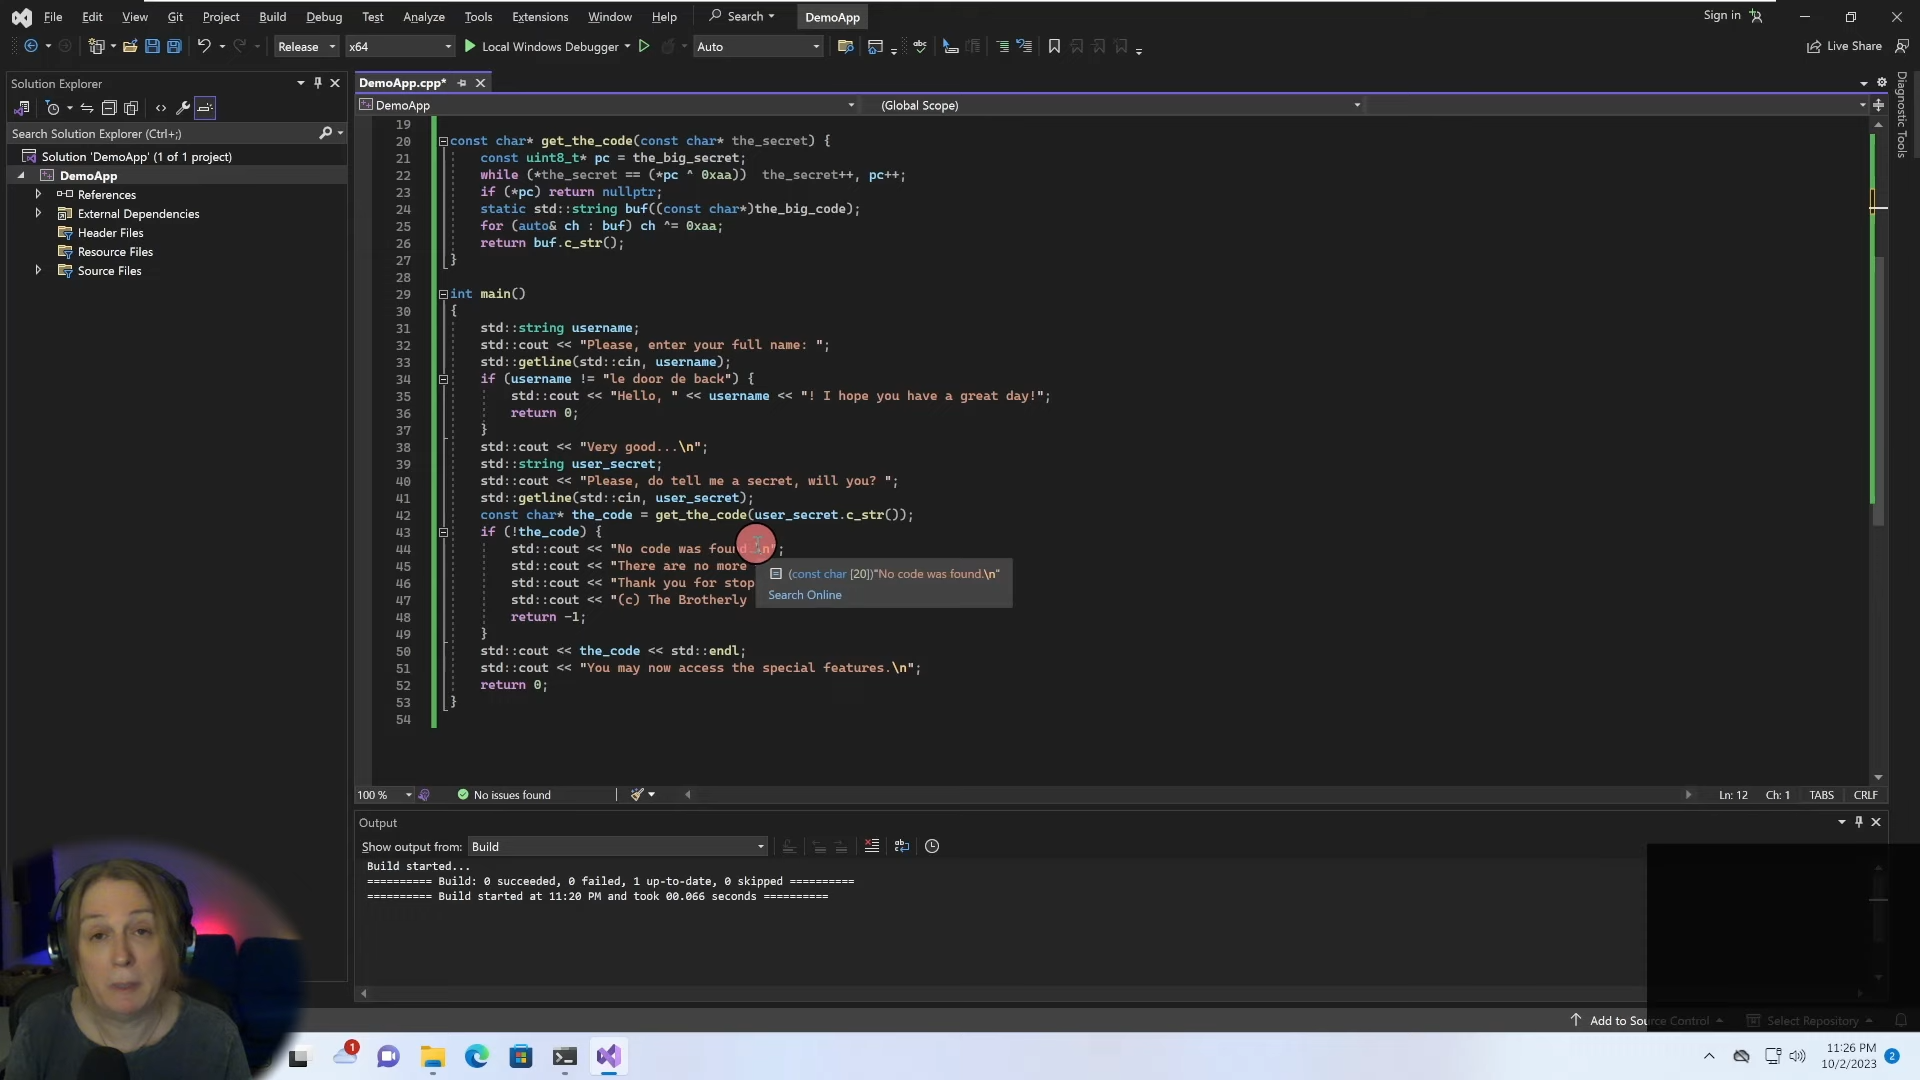 File Edit View Git Project Build Debug Test Analyze Tools Extensions Window Help Search DemoApp Sign in
Release x64 Local Windows Debugger Auto Live Share
Solution Explorer
Search Solution Explorer (Ctrl+;)
Solution 'DemoApp' (1 of 1 project)
DemoApp
References
External Dependencies
Header Files
Resource Files
Source Files
DemoApp.cpp*
DemoApp (Global Scope)
Diagnostic Tools
19
20 const char* get_the_code(const char* the_secret) {
21 const uint8_t* pc = the_big_secret;
22 while (*the_secret == (*pc ^ 0xaa)) the_secret++, pc++;
23 if (*pc) return nullptr;
24 static std::string buf((const char*)the_big_code);
25 for (auto& ch : buf) ch ^= 0xaa;
26 return buf.c_str();
27 }
28
29 int main()
30 {
31 std::string username;
32 std::cout << "Please, enter your full name: ";
33 std::getline(std::cin, username);
34 if (username != "le door de back") {
35 std::cout << "Hello, " << username << "! I hope you have a great day!";
36 return 0;
37 }
38 std::cout << "Very good...\n";
39 std::string user_secret;
40 std::cout << "Please, do tell me a secret, will you? ";
41 std::getline(std::cin, user_secret);
42 const char* the_code = get_the_code(user_secret.c_str());
43 if (!the_code) {
44 std::cout << "No code was found.\n";
45 std::cout << "There are no more
46 std::cout << "Thank you for stop
47 std::cout << "(c) The Brotherly
48 return -1;
49 }
50 std::cout << the_code << std::endl;
51 std::cout << "You may now access the special features.\n";
52 return 0;
53 }
54
(const char [20])"No code was found.\n"
Search Online
100 % No issues found Ln: 12 Ch: 1 TABS CRLF
Output
Show output from: Build
Build started...
========== Build: 0 succeeded, 0 failed, 1 up-to-date, 0 skipped ==========
========== Build started at 11:20 PM and took 00.066 seconds ==========
Add to Source Control Select Repository
1
11:26 PM
10/2/2023
2